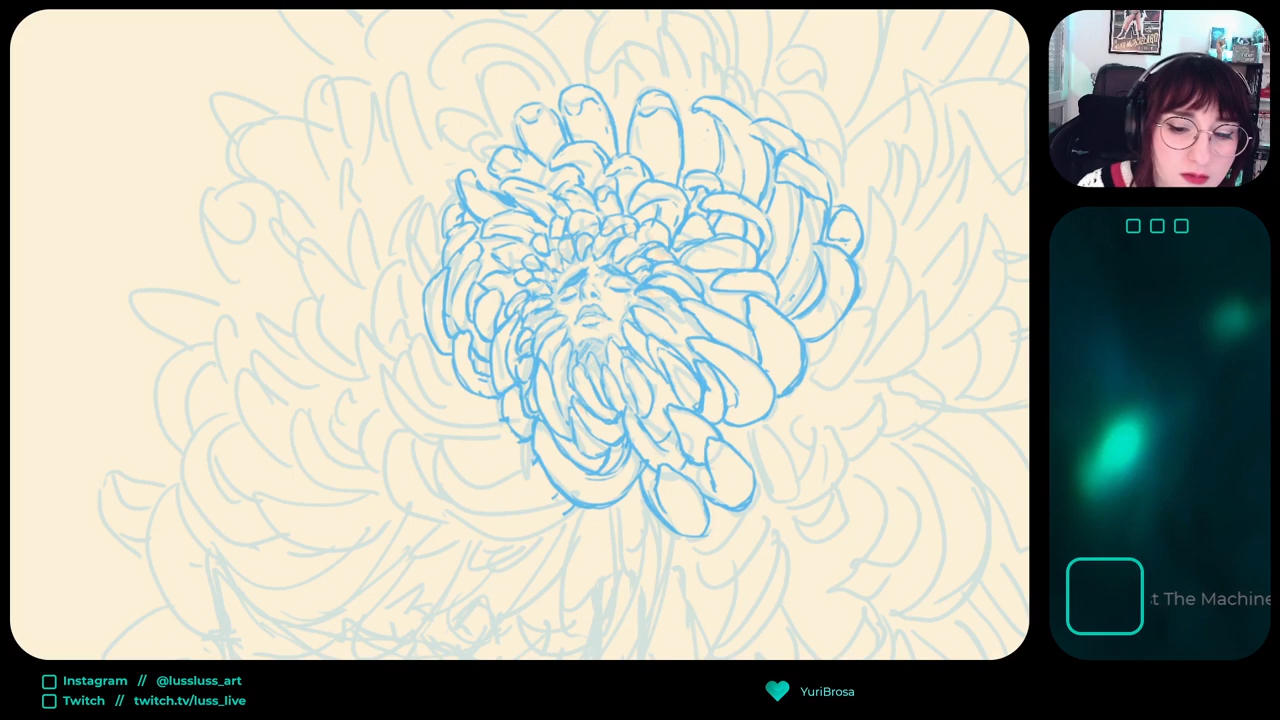 t The Machine
Instagram // @lussluss_art
Twitch // twitch.tv/luss_live
YuriBrosa